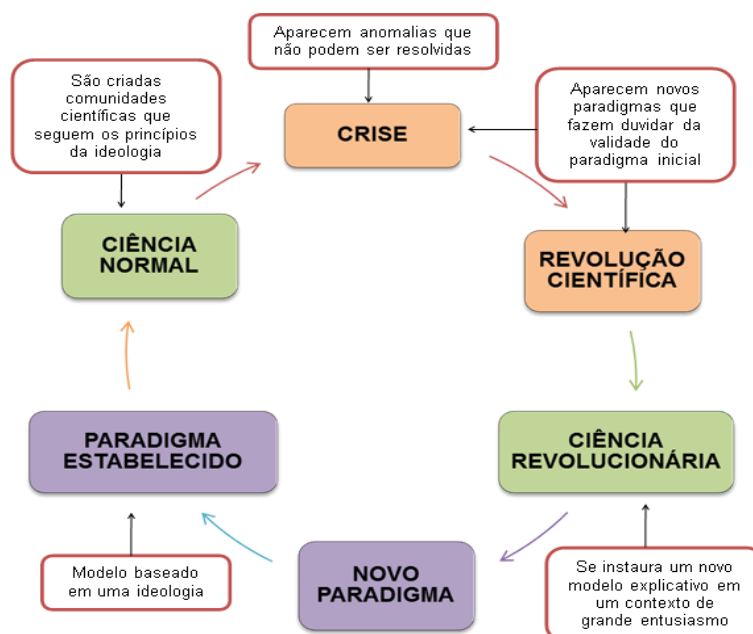 Aparecem anomalias que
não podem ser resolvidas
São criadas
comunidades
científicas que
seguem os princípios
da ideologia
Aparecem novos
paradigmas que
fazem duvidar da
validade do
paradigma inicial
CRISE
CIÊNCIA
NORMAL
REVOLUÇÃO
CIENTÍFICA
PARADIGMA
ESTABELECIDO
CIÊNCIA
REVOLUCIONÁRIA
Modelo baseado
em uma ideologia
NOVO
PARADIGMA
Se instaura um novo
modelo explicativo em
um contexto de
grande entusiasmo